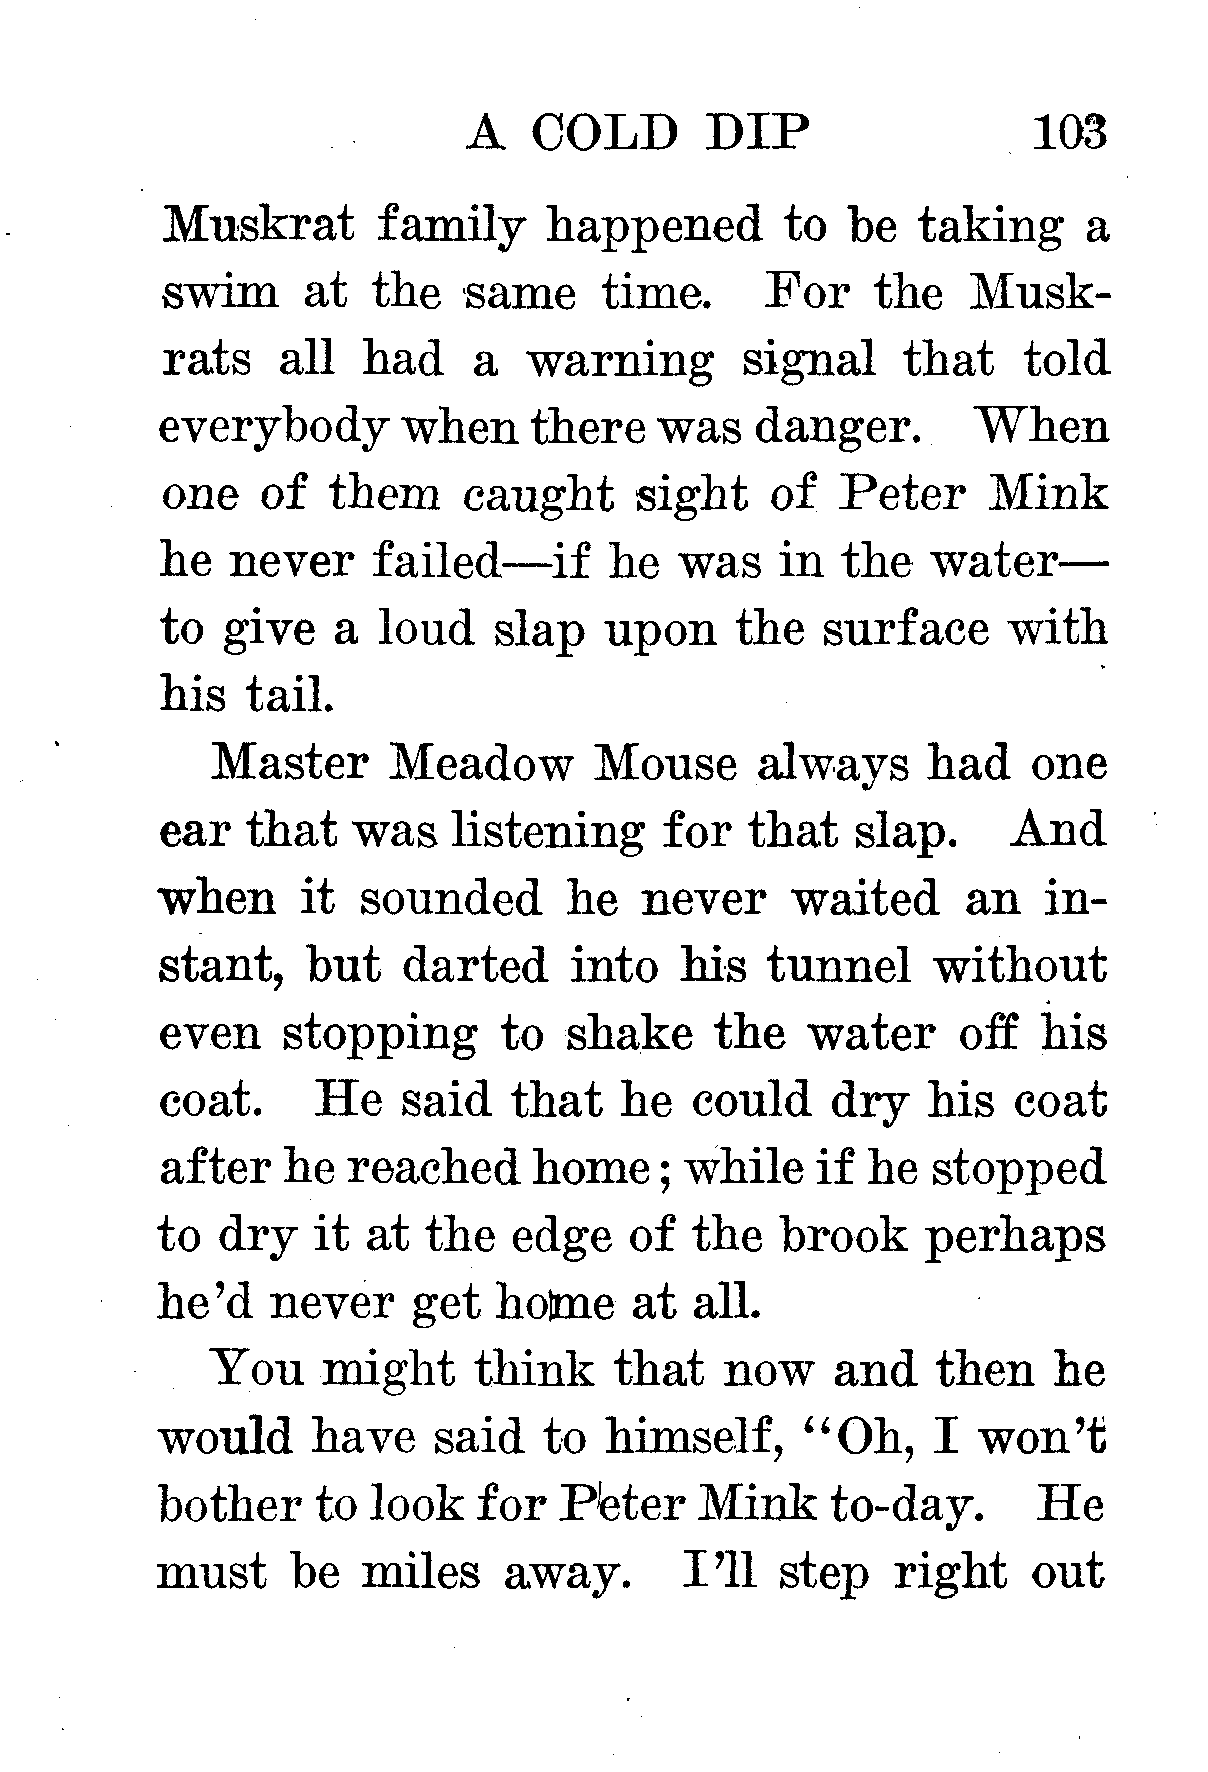 A COLD DIP 103
Muskrat family happened to be taking a
swim at the same time. For the Musk-
rats all had a warning signal that told
everybody when there was danger. When
one of them caught sight of Peter Mink
he never failed—if he was in the water—
to give a loud slap upon the surface with
his tail.
Master Meadow Mouse always had one
ear that was listening for that slap. And
when it sounded he never waited an in-
stant, but darted into his tunnel without
even stopping to shake the water off his
coat. He said that he could dry his coat
after he reached home; while if he stopped
to dry it at the edge of the brook perhaps
he'd never get home at all.
You might think that now and then he
would have said to himself, "Oh, I won't
bother to look for Peter Mink to-day. He
must be miles away. I'll step right out